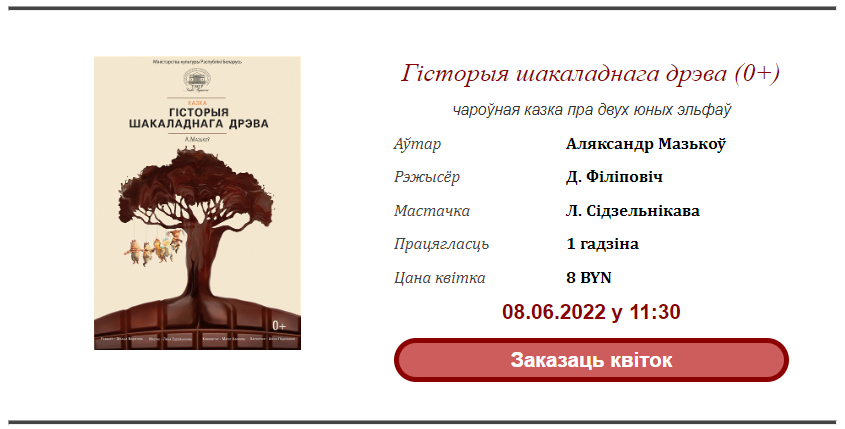 Міністэрства культуры Рэспублікі Беларусь
КАЗКА
ГІСТОРЫЯ
ШАКАЛАДНАГА ДРЭВА
А.Мазькоў
0+
Гісторыя шакаладнага дрэва (0+)
чароўная казка пра двух юных эльфаў
Аўтар Аляксандр Мазькоў
Рэжысёр Д. Філіповіч
Мастачка Л. Сідзельнікава
Працягласць 1 гадзіна
Цана квітка 8 BYN
08.06.2022 у 11:30
Заказаць квіток